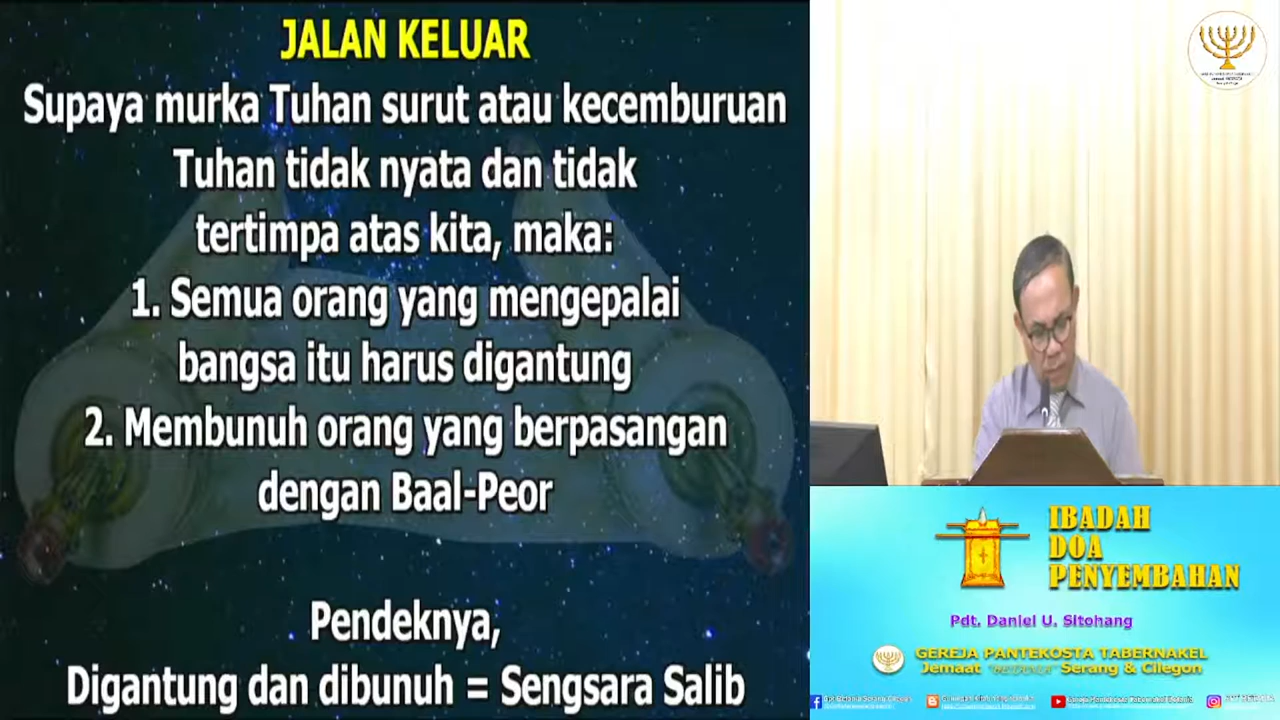 JALAN KELUAR
Supaya murka Tuhan surut atau kecemburuan
Tuhan tidak nyata dan tidak
tertimpa atas kita, maka:
1. Semua orang yang mengepalai
bangsa itu harus digantung
2. Membunuh orang yang berpasangan
dengan Baal-Peor
Pendeknya,
Digantung dan dibunuh = Sengsara Salib
IBADAH
DOA
PENYEMBAHAN
Pdt. Daniel U. Sitohang
GEREJA PANTEKOSTA TABERNAKEL
Jemaat Serang & Cilegon